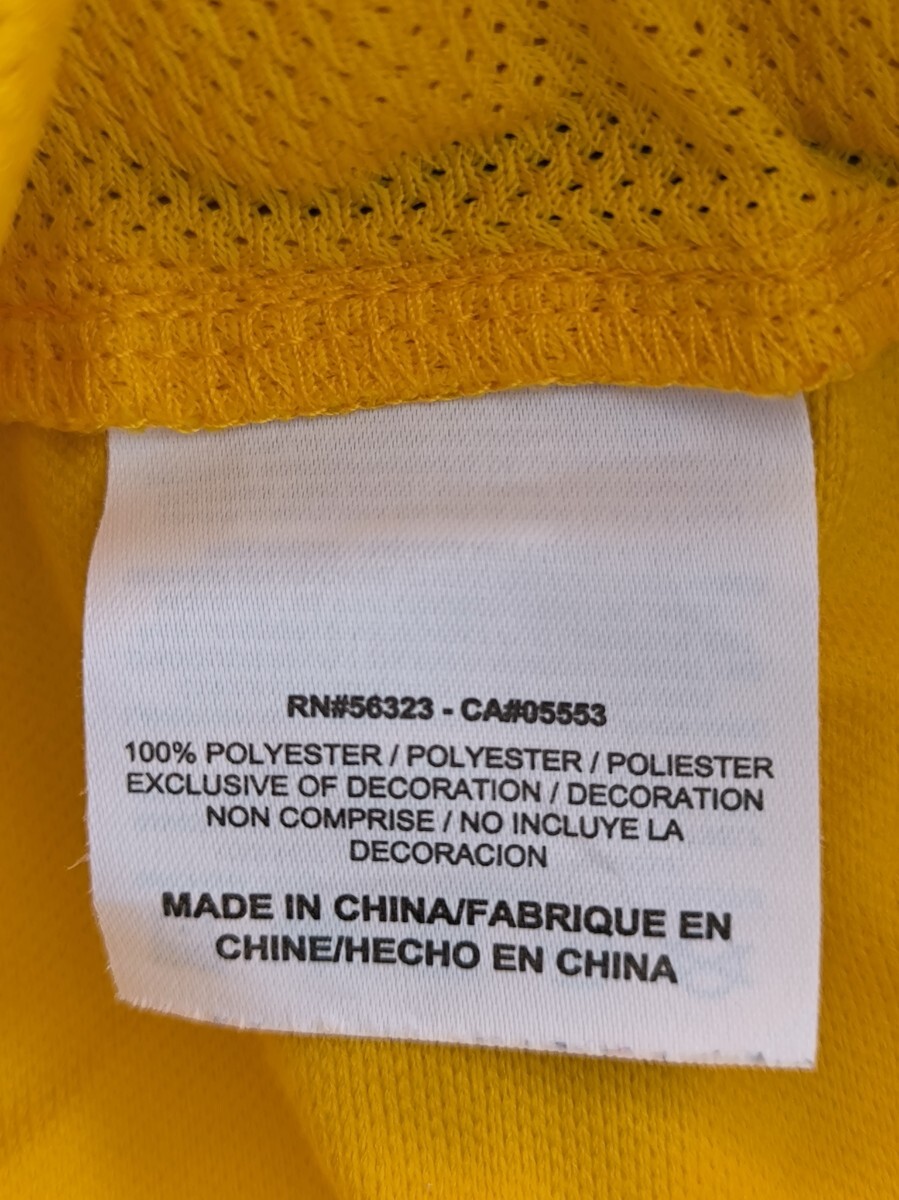 RN#56323 - CA#05553
100% POLYESTER / POLYESTER / POLIESTER
EXCLUSIVE OF DECORATION / DECORATION
NON COMPRISE / NO INCLUYE LA
DECORACION
MADE IN CHINA/FABRIQUE EN
CHINE/HECHO EN CHINA